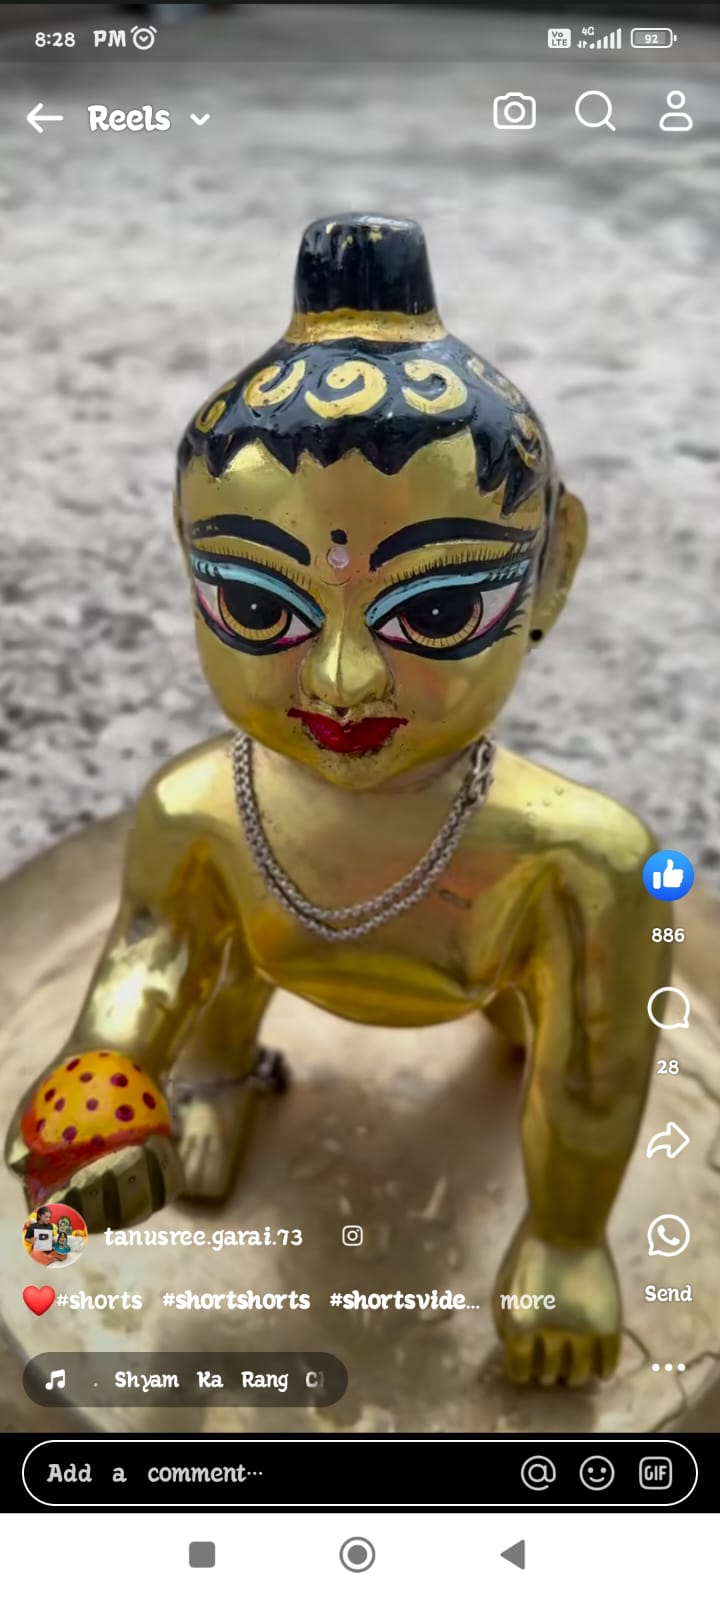 8:28 PM
Vo LTE 4G 92
Reels
886
28
tanusree.garai.73
Send
❤️#shorts #shortshorts #shortsvide... more
. Shyam Ka Rang
Add a comment...
GIF